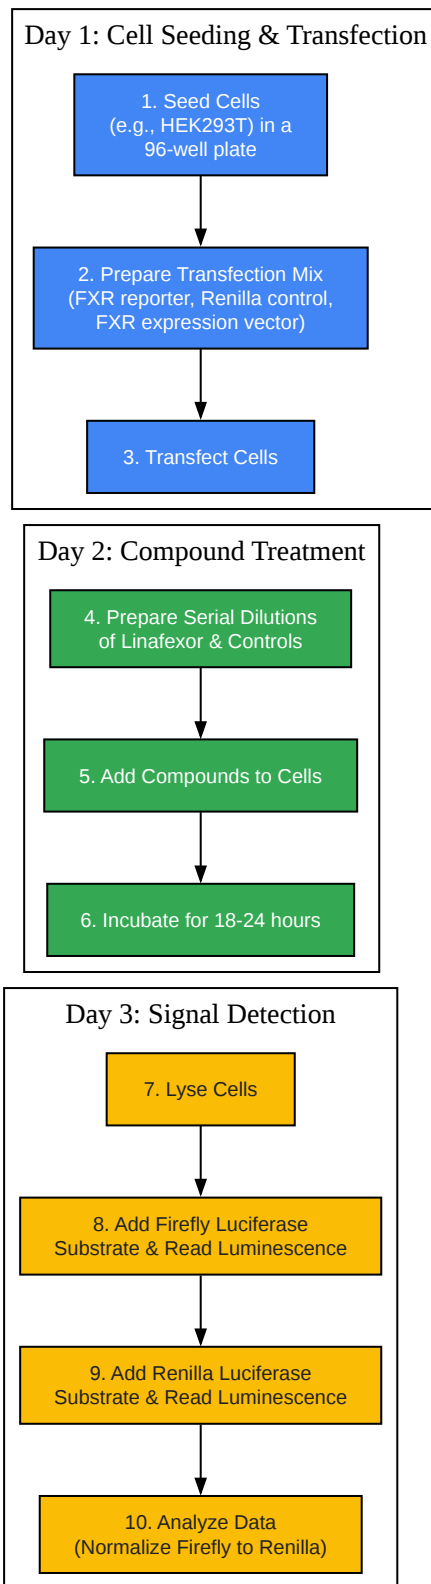 Day 1: Cell Seeding & Transfection
1. Seed Cells
(e.g., HEK293T) in a
96-well plate
2. Prepare Transfection Mix
(FXR reporter, Renilla control,
FXR expression vector)
3. Transfect Cells
Day 2: Compound Treatment
4. Prepare Serial Dilutions
of Linafexor & Controls
5. Add Compounds to Cells
6. Incubate for 18-24 hours
Day 3: Signal Detection
7. Lyse Cells
8. Add Firefly Luciferase
Substrate & Read Luminescence
9. Add Renilla Luciferase
Substrate & Read Luminescence
10. Analyze Data
(Normalize Firefly to Renilla)